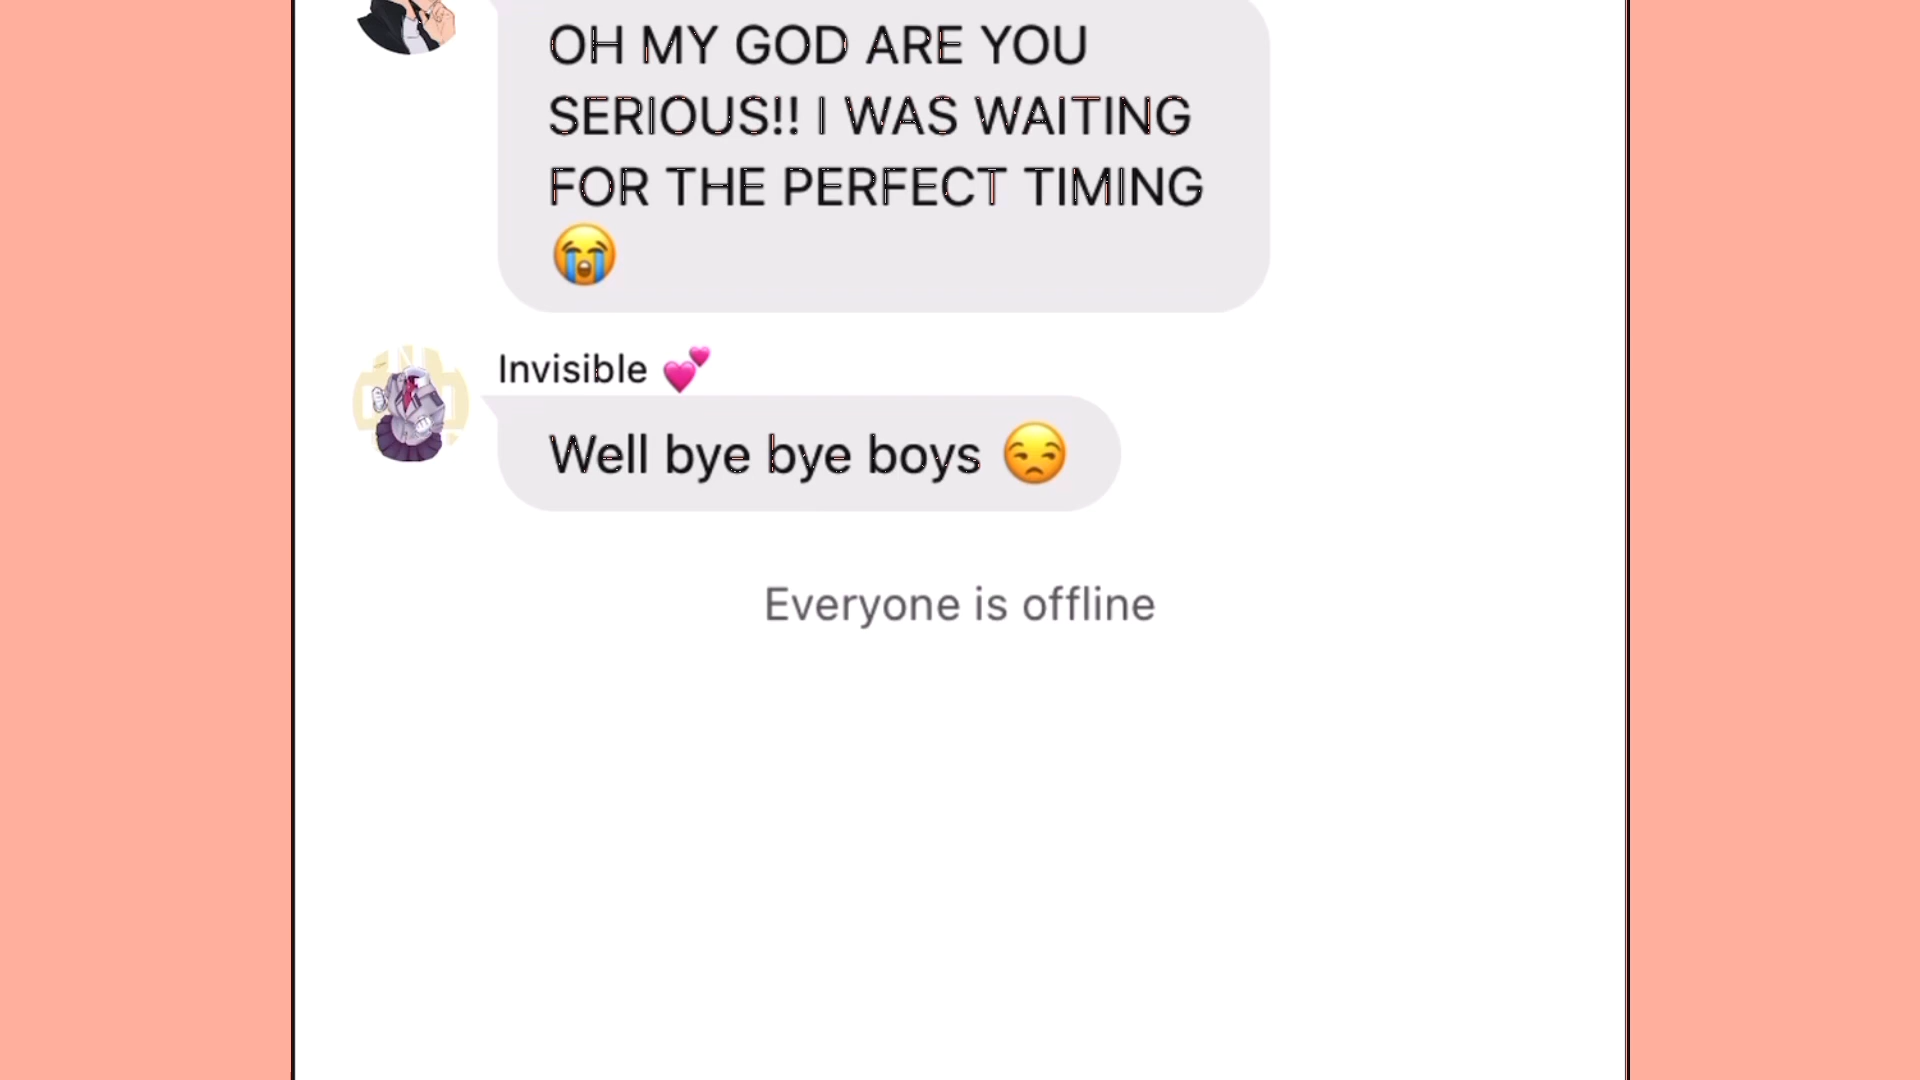 OH MY GOD ARE YOU
SERIOUS!! I WAS WAITING
FOR THE PERFECT TIMING
😭
Invisible 💕
Well bye bye boys 😒
Everyone is offline